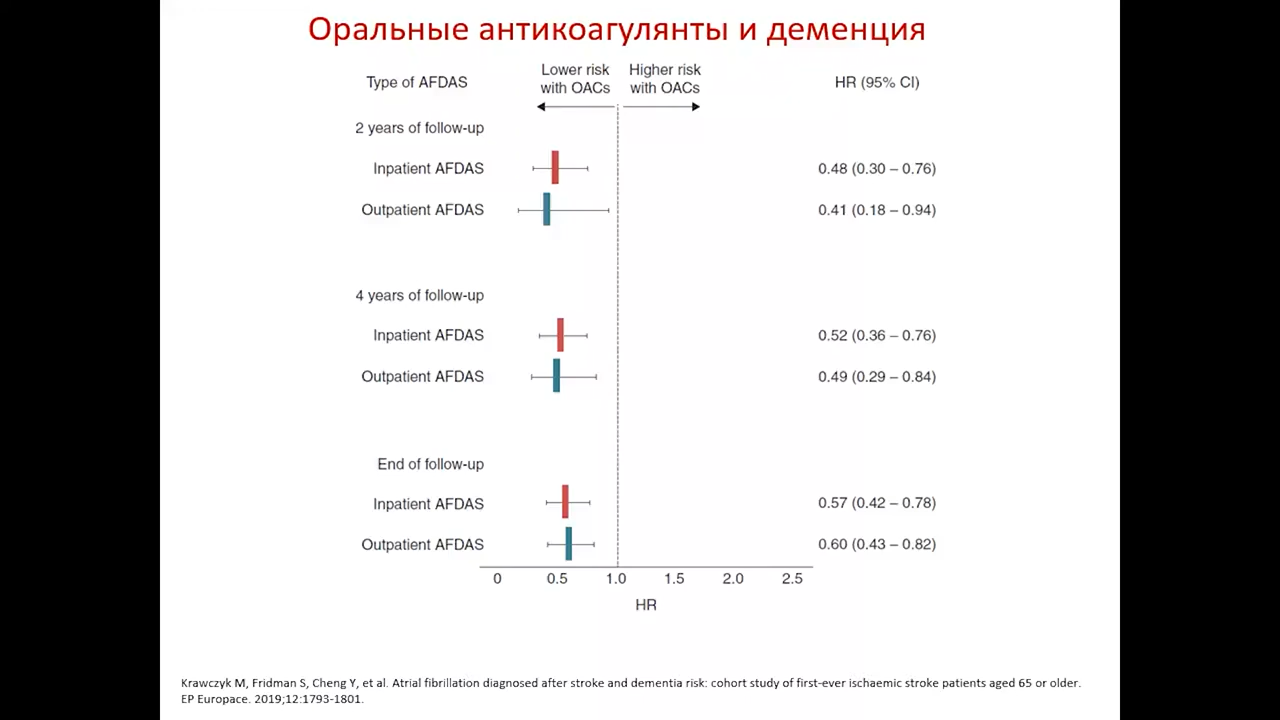 Оральные антикоагулянты и деменция
Type of AFDAS
Lower risk
with OACs
Higher risk
with OACs
HR (95% CI)
2 years of follow-up
Inpatient AFDAS
0.48 (0.30 – 0.76)
Outpatient AFDAS
0.41 (0.18 – 0.94)
4 years of follow-up
Inpatient AFDAS
0.52 (0.36 – 0.76)
Outpatient AFDAS
0.49 (0.29 – 0.84)
End of follow-up
Inpatient AFDAS
0.57 (0.42 – 0.78)
Outpatient AFDAS
0.60 (0.43 – 0.82)
0 0.5 1.0 1.5 2.0 2.5
HR
Krawczyk M, Fridman S, Cheng Y, et al. Atrial fibrillation diagnosed after stroke and dementia risk: cohort study of first-ever ischaemic stroke patients aged 65 or older.
EP Europace. 2019;12:1793-1801.